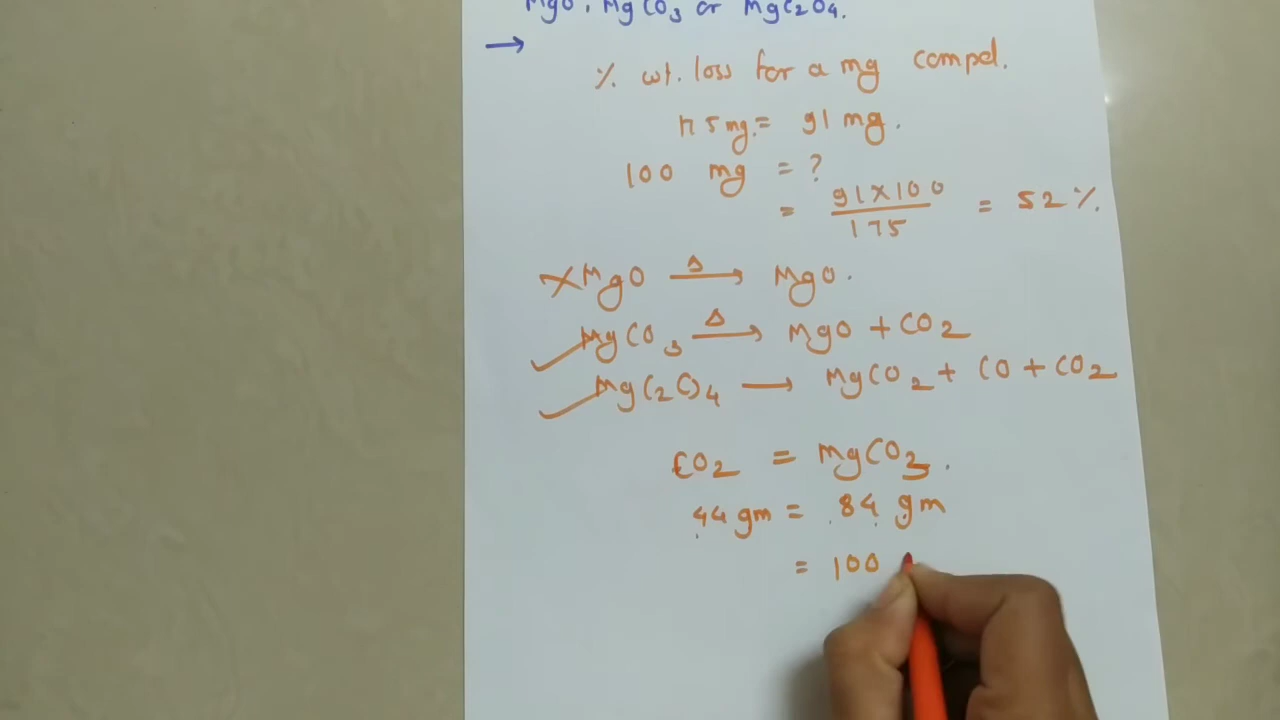 MgO, MgCO3 or MgC2O4.
→
% wt. loss for a mg compd.
175 mg. = 91 mg.
100 mg = ?
= 91×100 / 175 = 52 %.
×MgO Δ→ MgO.
✓MgCO3 Δ→ MgO + CO2
✓MgC2O4 → MgCO2 + CO + CO2
CO2 = MgCO3.
44 gm = 84 gm
= 100